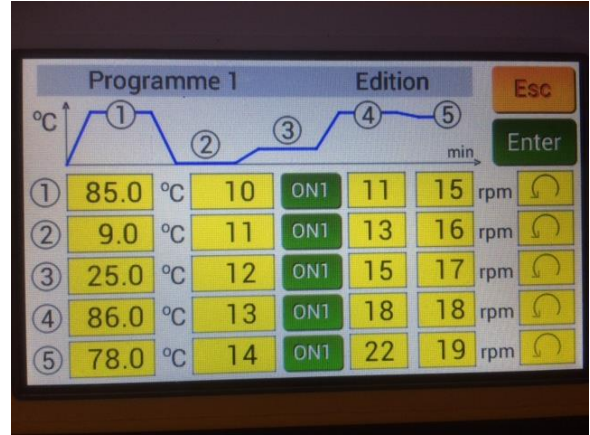 Programme 1 Edition Esc
°C ① ② ③ ④ ⑤ min Enter
① 85.0 °C 10 ON1 11 15 rpm
② 9.0 °C 11 ON1 13 16 rpm
③ 25.0 °C 12 ON1 15 17 rpm
④ 86.0 °C 13 ON1 18 18 rpm
⑤ 78.0 °C 14 ON1 22 19 rpm